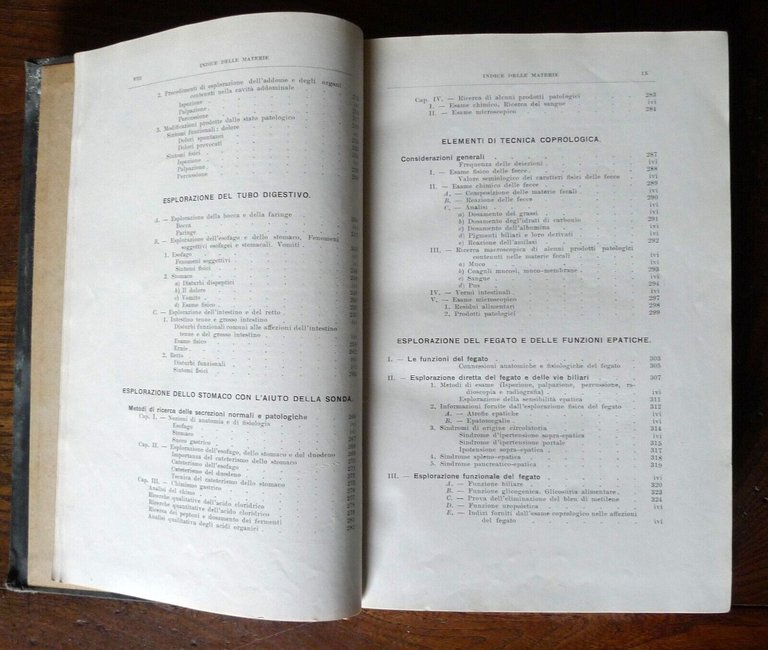 VIII
INDICE DELLE MATERIE
2. Procedimenti di esplorazione dell'addome e degli organi
contenuti nella cavità addominale
Ispezione
Palpazione
Percussione
3. Modificazioni prodotte dallo stato patologico
Sintomi funzionali: dolore
Dolori spontanei
Dolori provocati
Sintomi fisici
Ispezione
Palpazione
Percussione
ESPLORAZIONE DEL TUBO DIGESTIVO.
A. — Esplorazione della bocca e della faringe
Bocca
Faringe
B. — Esplorazione dell'esofago e dello stomaco, Fenomeni
soggettivi esofagei e stomacali. Vomiti
1. Esofago
Fenomeni soggettivi
Sintomi fisici
2. Stomaco
a) Disturbi dispeptici
b) Il dolore
c) Vomito
d) Esame fisico
C. — Esplorazione dell'intestino e del retto
1. Intestino tenue e grosso intestino
Disturbi funzionali comuni alle affezioni dell'intestino
tenue e del grosso intestino
Esame fisico
Ernie
2. Retto
Disturbi funzionali
Sintomi fisici
ESPLORAZIONE DELLO STOMACO CON L'AIUTO DELLA SONDA.
Metodi di ricerca delle secrezioni normali e patologiche
Cap. I. — Nozioni di anatomia e di fisiologia
Esofago
Stomaco
Succo gastrico
Cap. II. — Esplorazione dell'esofago, dello stomaco e del duodeno
Importanza del cateterismo dello stomaco
Cateterismo dell'esofago
Cateterismo del duodeno
Tecnica del cateterismo dello stomaco
Cap. III. — Chimismo gastrico
Analisi del chimo
Ricerche qualitative dell'acido cloridrico
Ricerche quantitative dell'acido cloridrico
Ricerca dei peptoni e dosamento dei fermenti
Analisi qualitativa degli acidi organici
INDICE DELLE MATERIE IX
Cap. IV. — Ricerca di alcuni prodotti patologici 283
I. — Esame chimico, Ricerca del sangue ivi
II. — Esame microscopico 284
ELEMENTI DI TECNICA COPROLOGICA.
Considerazioni generali 287
Frequenza delle deiezioni ivi
I. — Esame fisico delle fecce 288
Valore semiologico dei caratteri fisici delle fecce ivi
II. — Esame chimico delle fecce 289
A. — Composizione delle materie fecali ivi
B. — Reazione delle fecce 290
C. — Analisi ivi
a) Dosamento dei grassi ivi
b) Dosamento degl'idrati di carbonio 291
c) Dosamento dell'albumina ivi
d) Pigmenti biliari e loro derivati ivi
e) Reazione dell'amilasi 292
III. — Ricerca macroscopica di alcuni prodotti patologici
contenuti nelle materie fecali ivi
a) Muco ivi
b) Coaguli mucosi, muco-membrane 293
c) Sangue ivi
d) Pus 294
IV. — Vermi intestinali ivi
V. — Esame microscopico 297
1. Residui alimentari 298
2. Prodotti patologici 299
ESPLORAZIONE DEL FEGATO E DELLE FUNZIONI EPATICHE.
I. — Le funzioni del fegato 303
Connessioni anatomiche e fisiologiche del fegato 305
II. — Esplorazione diretta del fegato e delle vie biliari 307
1. Metodi di esame (Ispezione, palpazione, percussione, ra-
dioscopia e radiografia) ivi
Esplorazione della sensibilità epatica 311
2. Informazioni fornite dall'esplorazione fisica del fegato 312
A. — Atrofie epatiche ivi
B. — Epatomegalie ivi
3. Sindromi di origine circolatoria 314
Sindrome d'ipertensione sopra-epatica ivi
Sindrome d'ipertensione portale 315
Ipotensione sopra-epatica 317
4. Sindromi spleno-epatica 318
5. Sindromi pancreatico-epatica 319
III. — Esplorazione funzionale del fegato ivi
A. — Funzione biliare 320
B. — Funzione glicogenica. Glicosuria alimentare 323
C. — Prova dell'eliminazione del bleu di metilene 324
D. — Funzione uropoietica ivi
E. — Indizi forniti dall'esame coprologico nelle affezioni
del fegato ivi